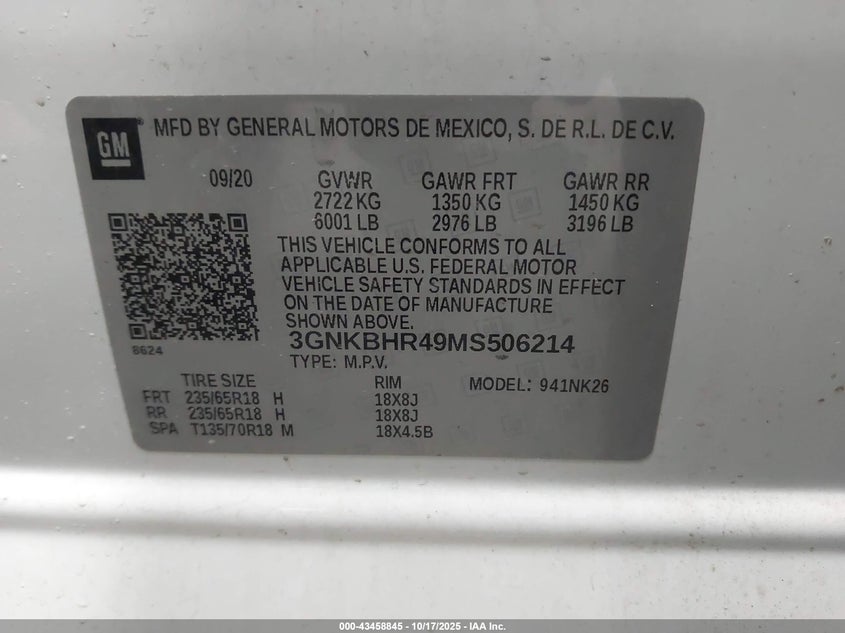 GM
MFD BY GENERAL MOTORS DE MEXICO, S. DE R.L. DE C.V.
09/20 GVWR GAWR FRT GAWR RR
2722 KG 1350 KG 1450 KG
6001 LB 2976 LB 3196 LB
THIS VEHICLE CONFORMS TO ALL
APPLICABLE U.S. FEDERAL MOTOR
VEHICLE SAFETY STANDARDS IN EFFECT
ON THE DATE OF MANUFACTURE
SHOWN ABOVE.
8624
3GNKBHR49MS506214
TYPE: M.P.V.
TIRE SIZE RIM MODEL: 941NK26
FRT 235/65R18 H 18X8J
RR 235/65R18 H 18X8J
SPA T135/70R18 M 18X4.5B
000-43458845 - 10/17/2025 - IAA Inc.